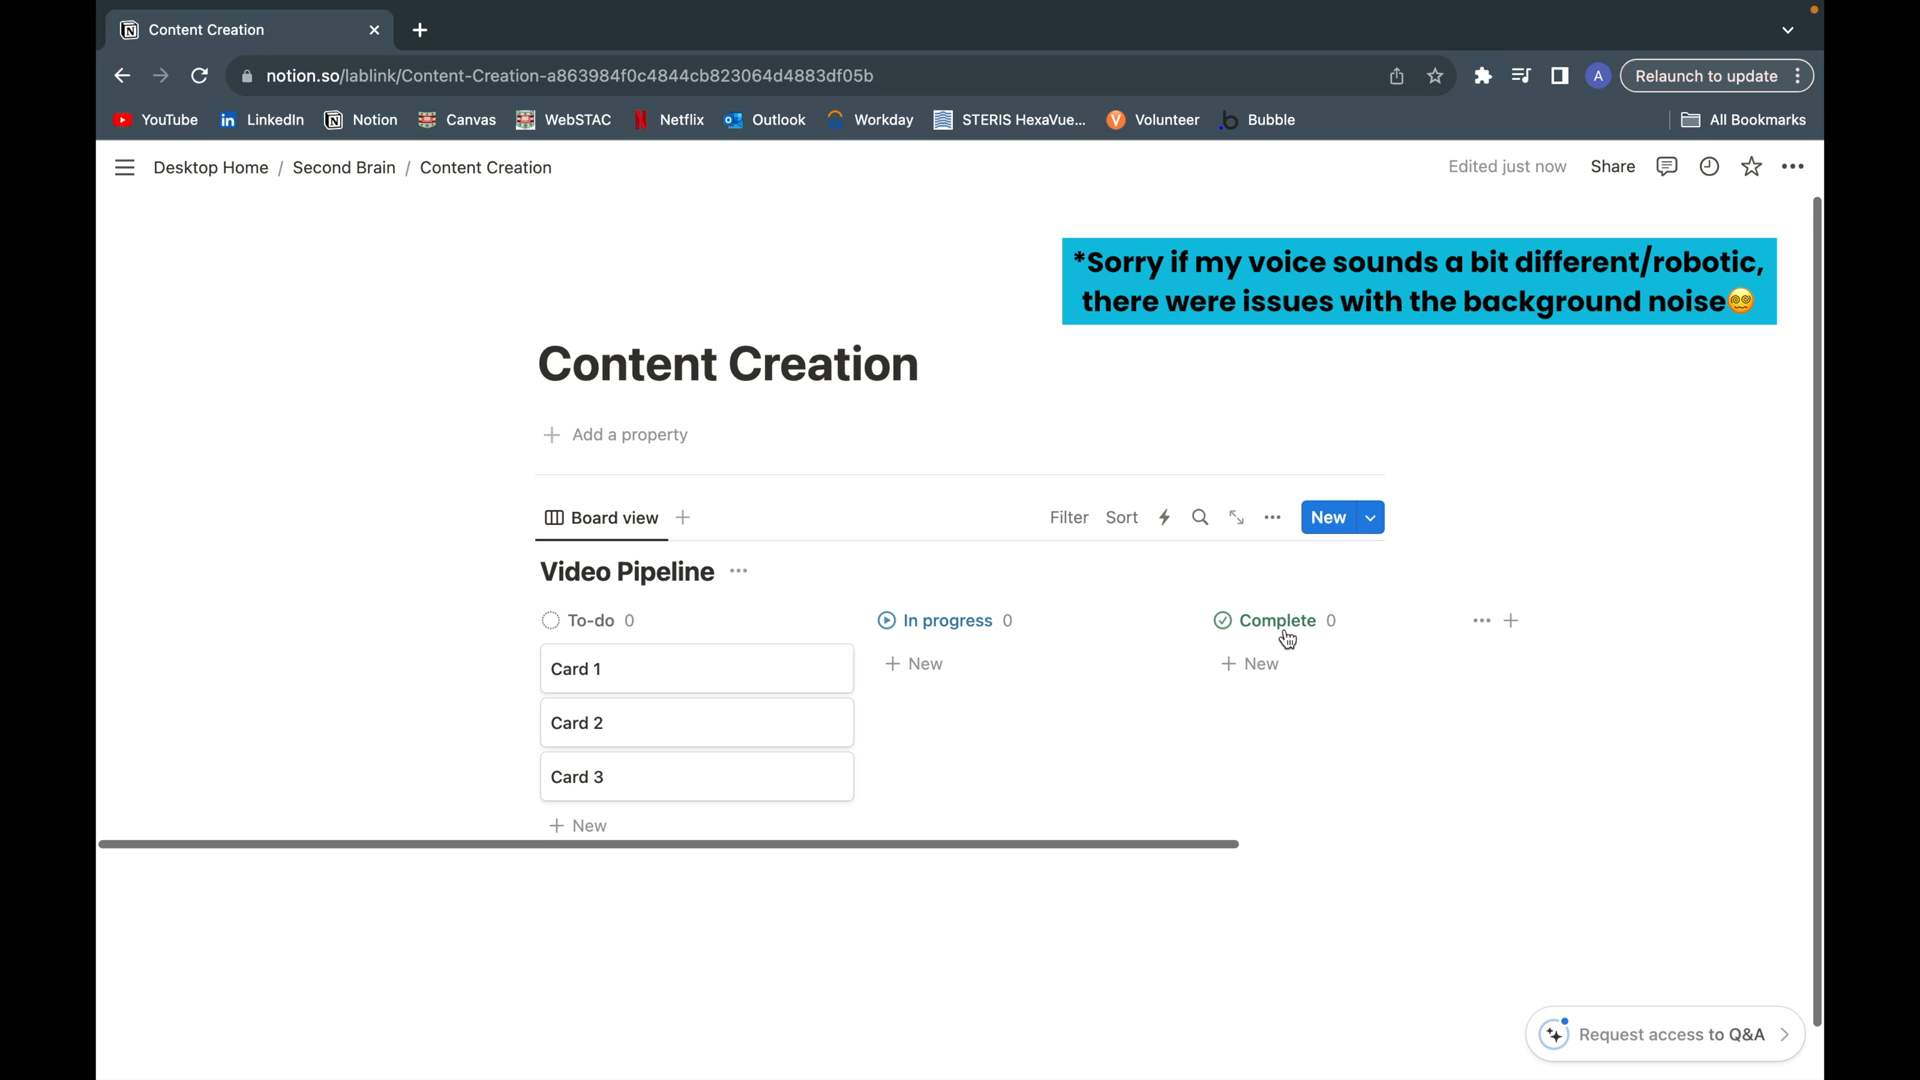 Content Creation
notion.so/lablink/Content-Creation-a863984f0c4844cb823064d4883df05b
A
Relaunch to update
YouTube
LinkedIn
Notion
Canvas
WebSTAC
Netflix
Outlook
Workday
STERIS HexaVue...
Volunteer
Bubble
All Bookmarks
Desktop Home / Second Brain / Content Creation
Edited just now
Share
*Sorry if my voice sounds a bit different/robotic,
there were issues with the background noise😵‍💫
Content Creation
+ Add a property
Board view +
Filter
Sort
New
Video Pipeline ...
To-do 0
In progress 0
Complete 0
Card 1
+ New
+ New
Card 2
Card 3
+ New
Request access to Q&A